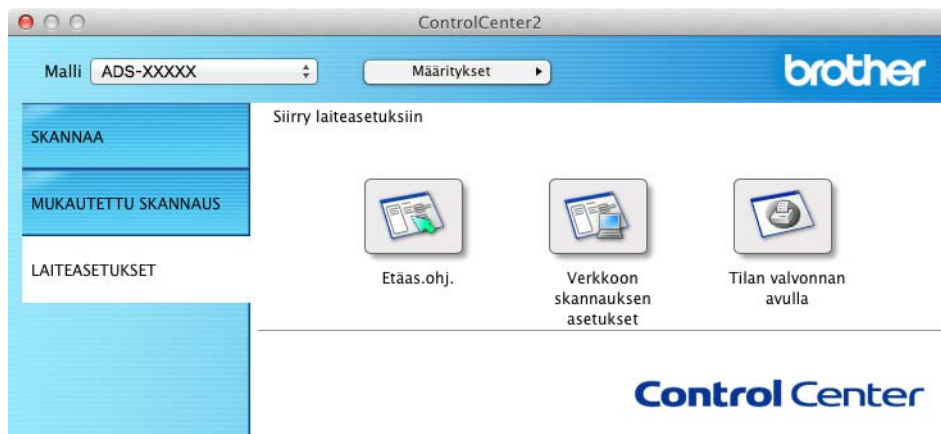 ControlCenter2
Malli ADS-XXXXX Määritykset brother
SKANNAA
MUKAUTETTU SKANNAUS
LAITEASETUKSET
Siirry laiteasetuksiin
Etäas.ohj.
Verkkoon
skannauksen
asetukset
Tilan valvonnan
avulla
Control Center